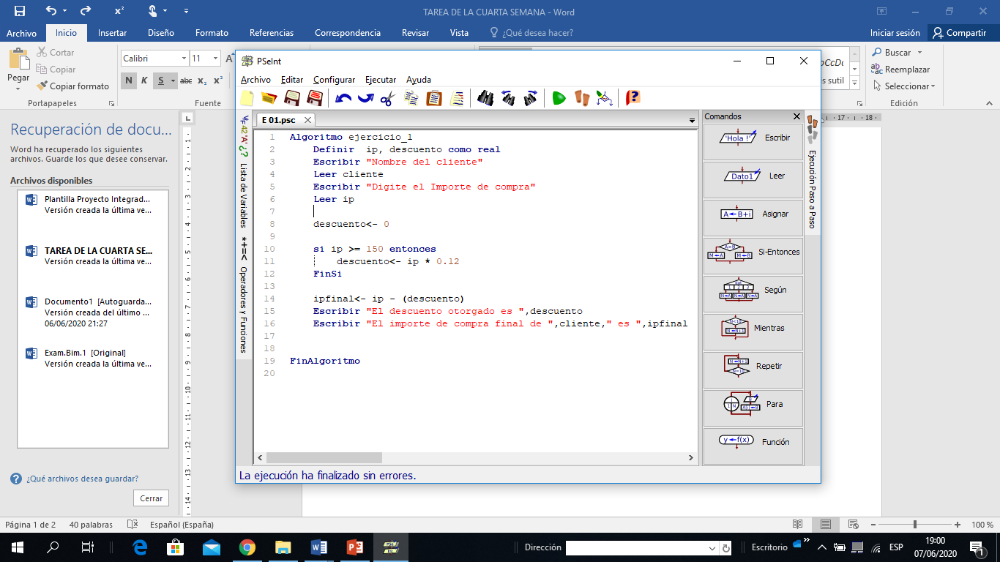 TAREA DE LA CUARTA SEMANA - Word
Archivo Inicio Insertar Diseño Formato Referencias Correspondencia Revisar Vista ¿Qué desea hacer? Iniciar sesión Compartir
Pegar
Cortar
Copiar
Copiar formato
Portapapeles
Calibri 11
N K S abc x₂ x²
Fuente
s sutil
Buscar
Reemplazar
Seleccionar
Edición
Recuperación de docu...
Word ha recuperado los siguientes
archivos. Guarde los que desee conservar.
Archivos disponibles
Plantilla Proyecto Integrad...
Versión creada la última ve...
TAREA DE LA CUARTA SE...
Versión creada la última ve...
Documento1 [Autoguarda...
Versión creada del último ...
06/06/2020 21:27
Exam.Bim.1 [Original]
Versión creada la última ve...
¿Qué archivos desea guardar?
Cerrar
PSeInt
Archivo Editar Configurar Ejecutar Ayuda
E 01.psc
Lista de Variables
Operadores y Funciones
1 Algoritmo ejercicio_1
2 Definir ip, descuento como real
3 Escribir "Nombre del cliente"
4 Leer cliente
5 Escribir "Digite el Importe de compra"
6 Leer ip
7
8 descuento<- 0
9
10 si ip >= 150 entonces
11 descuento<- ip * 0.12
12 FinSi
13
14 ipfinal<- ip - (descuento)
15 Escribir "El descuento otorgado es ",descuento
16 Escribir "El importe de compra final de ",cliente," es ",ipfinal
17
18
19 FinAlgoritmo
20
Comandos
'Hola !' Escribir
Dato1 Leer
A←B+i Asignar
A>B M←A M←B Si-Entonces
Según
Mientras
Repetir
Para
y←f(x) Función
Ejecución Paso a Paso
La ejecución ha finalizado sin errores.
Página 1 de 2 40 palabras Español (España) 100 %
Dirección Escritorio ESP
19:00
07/06/2020